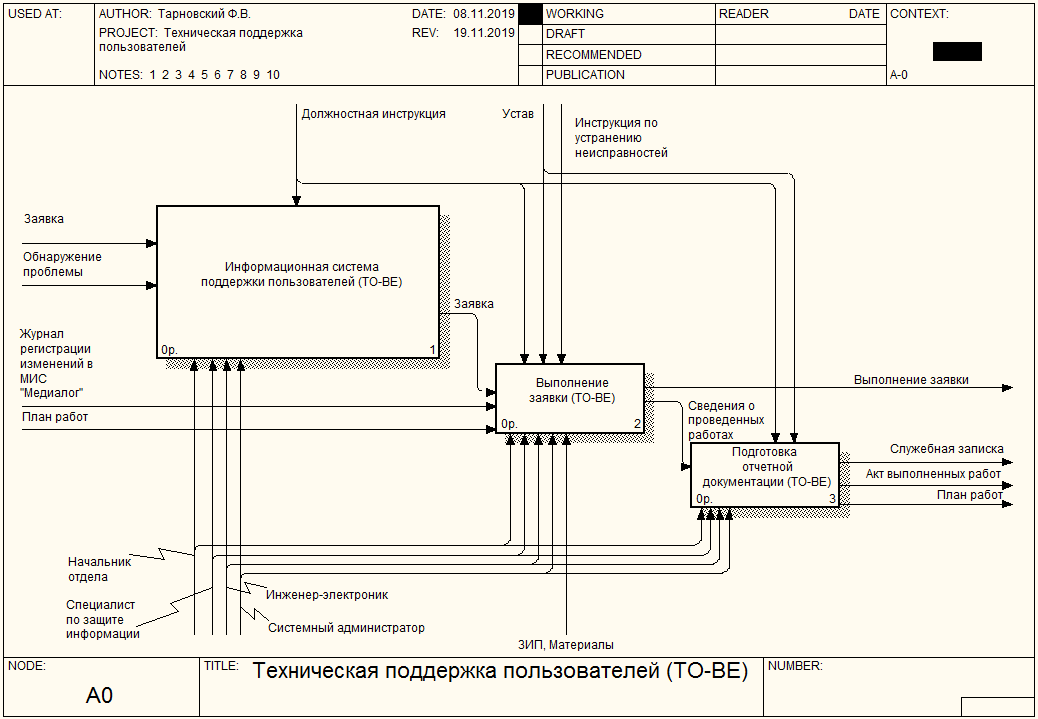 USED AT:
AUTHOR: Тарновский Ф.В.
DATE: 08.11.2019
PROJECT: Техническая поддержка
пользователей
REV: 19.11.2019
NOTES: 1 2 3 4 5 6 7 8 9 10
WORKING
DRAFT
RECOMMENDED
PUBLICATION
READER
DATE
CONTEXT:
A-0
Должностная инструкция
Устав
Инструкция по
устранению
неисправностей
Заявка
Обнаружение
проблемы
Информационная система
поддержки пользователей (TO-BE)
0р.
1
Заявка
Журнал
регистрации
изменений в
МИС
"Медиалог"
План работ
Выполнение
заявки (TO-BE)
0р.
2
Выполнение заявки
Сведения о
проведенных
работах
Подготовка
отчетной
документации (TO-BE)
0р.
3
Служебная записка
Акт выполненных работ
План работ
Начальник
отдела
Специалист
по защите
информации
Инженер-электроник
Системный администратор
ЗИП, Материалы
NODE:
A0
TITLE:
Техническая поддержка пользователей (TO-BE)
NUMBER: